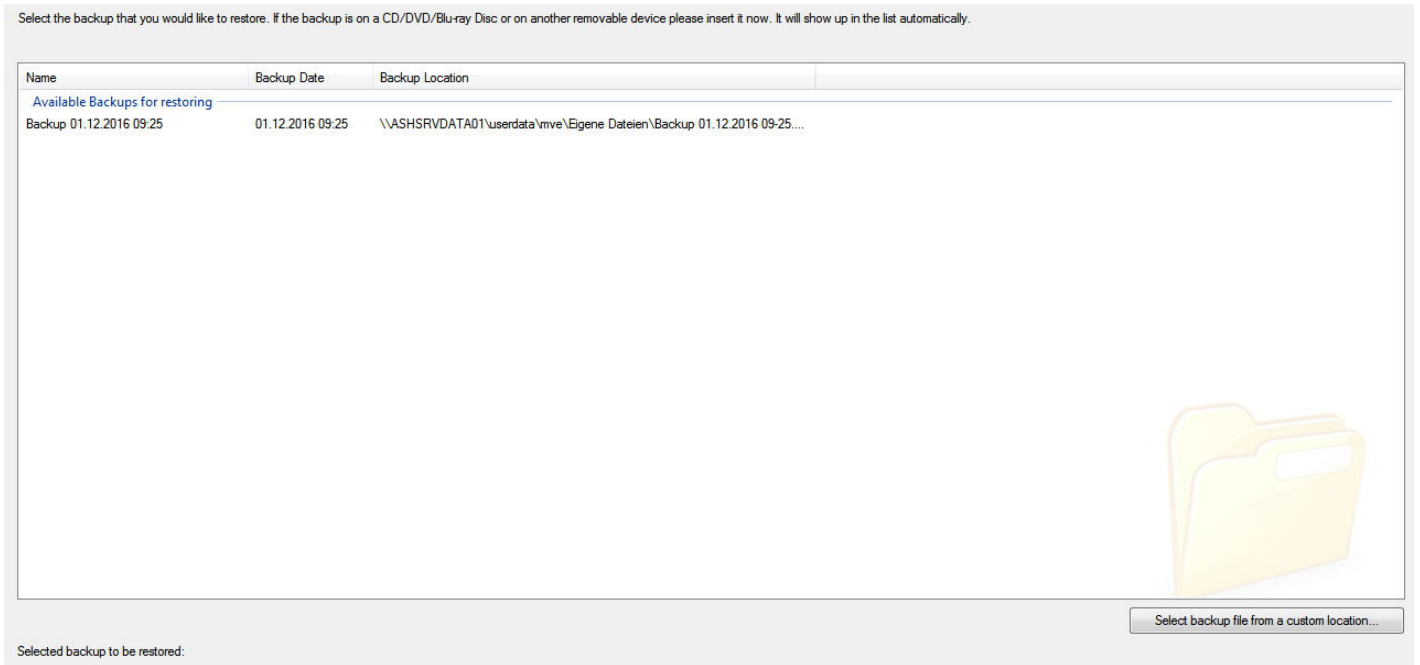 Select the backup that you would like to restore. If the backup is on a CD/DVD/Blu-ray Disc or on another removable device please insert it now. It will show up in the list automatically.
Name Backup Date Backup Location
Available Backups for restoring
Backup 01.12.2016 09:25 01.12.2016 09:25 \\ASHSRVDATA01\userdata\mve\Eigene Dateien\Backup 01.12.2016 09-25....
Select backup file from a custom location...
Selected backup to be restored: